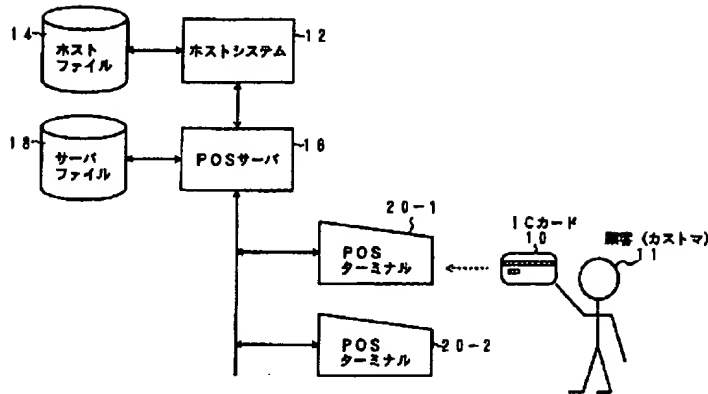 14
ホスト
ファイル
ホストシステム
12
18
サーバ
ファイル
POSサーバ
16
20-1
POS
ターミナル
ICカード
10
顧客(カストマ)
11
POS
ターミナル
20-2